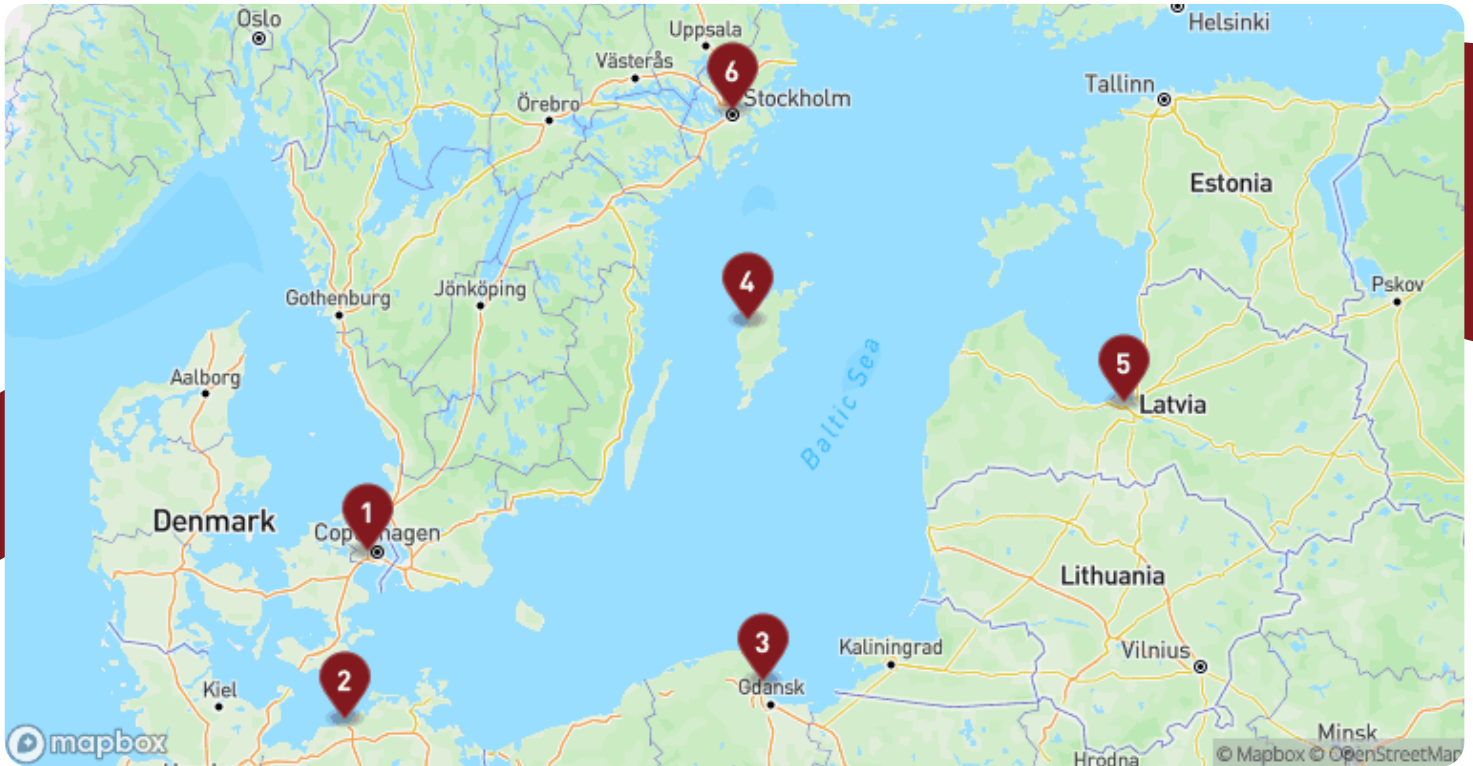 Oslo
Helsinki
Uppsala
Västerås
6
Stockholm
Tallinn
Örebro
Estonia
4
Pskov
Jönköping
Gothenburg
5
Baltic Sea
Aalborg
Latvia
1
Denmark
Copenhagen
Lithuania
3
Kaliningrad
Vilnius
2
Kiel
Gdansk
mapbox
Minsk
© Mapbox © OpenStreetMap
Hrodna